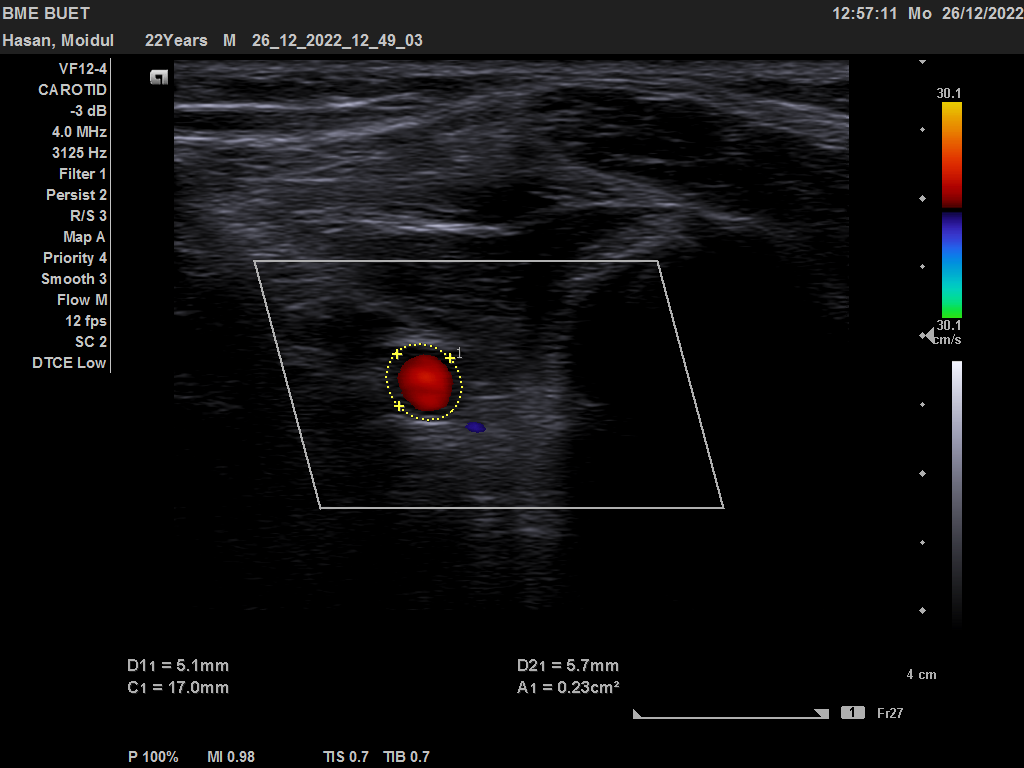 BME BUET 12:57:11 Mo 26/12/2022
Hasan, Moidul 22Years M 26_12_2022_12_49_03
VF12-4
CAROTID
-3 dB
4.0 MHz
3125 Hz
Filter 1
Persist 2
R/S 3
Map A
Priority 4
Smooth 3
Flow M
12 fps
SC 2
DTCE Low
30.1
30.1
cm/s
1
D1₁ = 5.1mm D2₁ = 5.7mm
C₁ = 17.0mm A₁ = 0.23cm²
4 cm
1 Fr27
P 100% MI 0.98 TIS 0.7 TIB 0.7